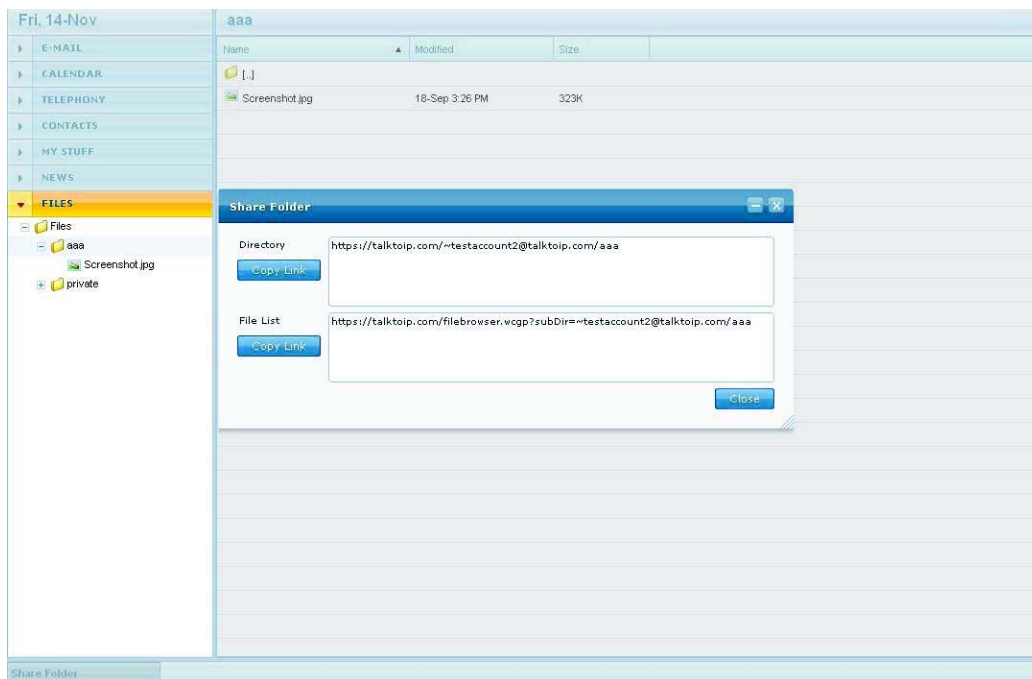 Fri, 14-Nov
aaa
E-MAIL
CALENDAR
TELEPHONY
CONTACTS
MY STUFF
NEWS
FILES
Files
aaa
Screenshot.jpg
private
Name Modified Size
[..]
Screenshot.jpg 18-Sep 3:26 PM 323K
Share Folder
Directory
https://talktoip.com/~testaccount2@talktoip.com/aaa
Copy Link
File List
https://talktoip.com/filebrowser.wcgp?subDir=~testaccount2@talktoip.com/aaa
Copy Link
Close
Share Folder